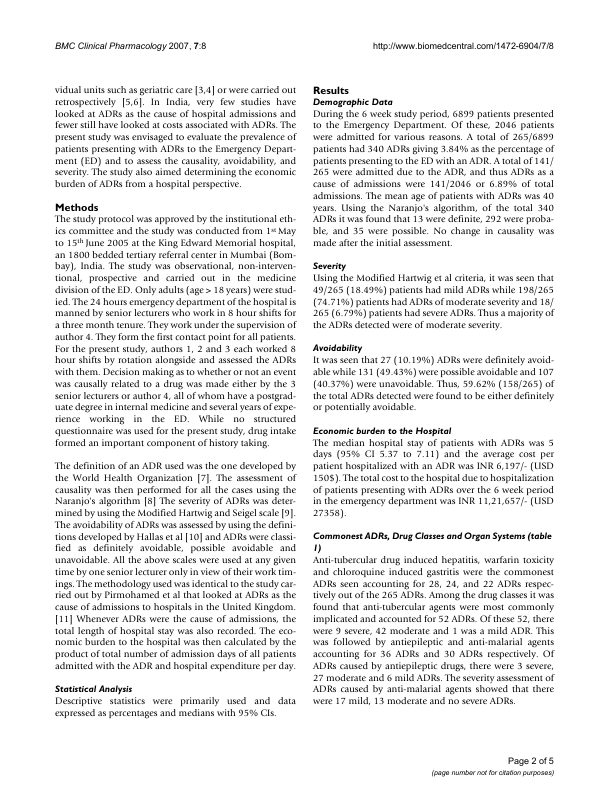 BMC Clinical Pharmacology 2007, 7:8
http://www.biomedcentral.com/1472-6904/7/8
vidual units such as geriatric care [3,4] or were carried out
retrospectively [5,6]. In India, very few studies have
looked at ADRs as the cause of hospital admissions and
fewer still have looked at costs associated with ADRs. The
present study was envisaged to evaluate the prevalence of
patients presenting with ADRs to the Emergency Depart-
ment (ED) and to assess the causality, avoidability, and
severity. The study also aimed determining the economic
burden of ADRs from a hospital perspective.
Methods
The study protocol was approved by the institutional eth-
ics committee and the study was conducted from 1st May
to 15th June 2005 at the King Edward Memorial hospital,
an 1800 bedded tertiary referral center in Mumbai (Bom-
bay), India. The study was observational, non-interven-
tional, prospective and carried out in the medicine
division of the ED. Only adults (age > 18 years) were stud-
ied. The 24 hours emergency department of the hospital is
manned by senior lecturers who work in 8 hour shifts for
a three month tenure. They work under the supervision of
author 4. They form the first contact point for all patients.
For the present study, authors 1, 2 and 3 each worked 8
hour shifts by rotation alongside and assessed the ADRs
with them. Decision making as to whether or not an event
was causally related to a drug was made either by the 3
senior lecturers or author 4, all of whom have a postgrad-
uate degree in internal medicine and several years of expe-
rience working in the ED. While no structured
questionnaire was used for the present study, drug intake
formed an important component of history taking.
The definition of an ADR used was the one developed by
the World Health Organization [7]. The assessment of
causality was then performed for all the cases using the
Naranjo's algorithm [8] The severity of ADRs was deter-
mined by using the Modified Hartwig and Seigel scale [9].
The avoidability of ADRs was assessed by using the defini-
tions developed by Hallas et al [10] and ADRs were classi-
fied as definitely avoidable, possible avoidable and
unavoidable. All the above scales were used at any given
time by one senior lecturer only in view of their work tim-
ings. The methodology used was identical to the study car-
ried out by Pirmohamed et al that looked at ADRs as the
cause of admissions to hospitals in the United Kingdom.
[11] Whenever ADRs were the cause of admissions, the
total length of hospital stay was also recorded. The eco-
nomic burden to the hospital was then calculated by the
product of total number of admission days of all patients
admitted with the ADR and hospital expenditure per day.
Statistical Analysis
Descriptive statistics were primarily used and data
expressed as percentages and medians with 95% CIs.
Results
Demographic Data
During the 6 week study period, 6899 patients presented
to the Emergency Department. Of these, 2046 patients
were admitted for various reasons. A total of 265/6899
patients had 340 ADRs giving 3.84% as the percentage of
patients presenting to the ED with an ADR. A total of 141/
265 were admitted due to the ADR, and thus ADRs as a
cause of admissions were 141/2046 or 6.89% of total
admissions. The mean age of patients with ADRs was 40
years. Using the Naranjo's algorithm, of the total 340
ADRs it was found that 13 were definite, 292 were proba-
ble, and 35 were possible. No change in causality was
made after the initial assessment.
Severity
Using the Modified Hartwig et al criteria, it was seen that
49/265 (18.49%) patients had mild ADRs while 198/265
(74.71%) patients had ADRs of moderate severity and 18/
265 (6.79%) patients had severe ADRs. Thus a majority of
the ADRs detected were of moderate severity.
Avoidability
It was seen that 27 (10.19%) ADRs were definitely avoid-
able while 131 (49.43%) were possible avoidable and 107
(40.37%) were unavoidable. Thus, 59.62% (158/265) of
the total ADRs detected were found to be either definitely
or potentially avoidable.
Economic burden to the Hospital
The median hospital stay of patients with ADRs was 5
days (95% CI 5.37 to 7.11) and the average cost per
patient hospitalized with an ADR was INR 6,197/- (USD
150$). The total cost to the hospital due to hospitalization
of patients presenting with ADRs over the 6 week period
in the emergency department was INR 11,21,657/- (USD
27358).
Commonest ADRs, Drug Classes and Organ Systems (table
1)
Anti-tubercular drug induced hepatitis, warfarin toxicity
and chloroquine induced gastritis were the commonest
ADRs seen accounting for 28, 24, and 22 ADRs respec-
tively out of the 265 ADRs. Among the drug classes it was
found that anti-tubercular agents were most commonly
implicated and accounted for 52 ADRs. Of these 52, there
were 9 severe, 42 moderate and 1 was a mild ADR. This
was followed by antiepileptic and anti-malarial agents
accounting for 36 ADRs and 30 ADRs respectively. Of
ADRs caused by antiepileptic drugs, there were 3 severe,
27 moderate and 6 mild ADRs. The severity assessment of
ADRs caused by anti-malarial agents showed that there
were 17 mild, 13 moderate and no severe ADRs.
Page 2 of 5
(page number not for citation purposes)